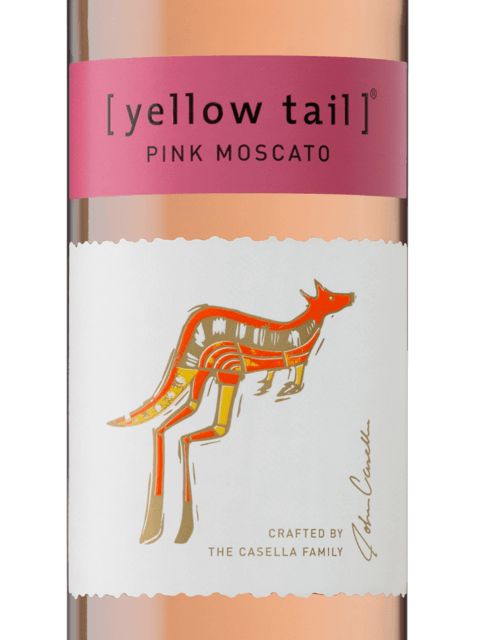 [ yellow tail ]®
PINK MOSCATO
John Casella
CRAFTED BY
THE CASELLA FAMILY